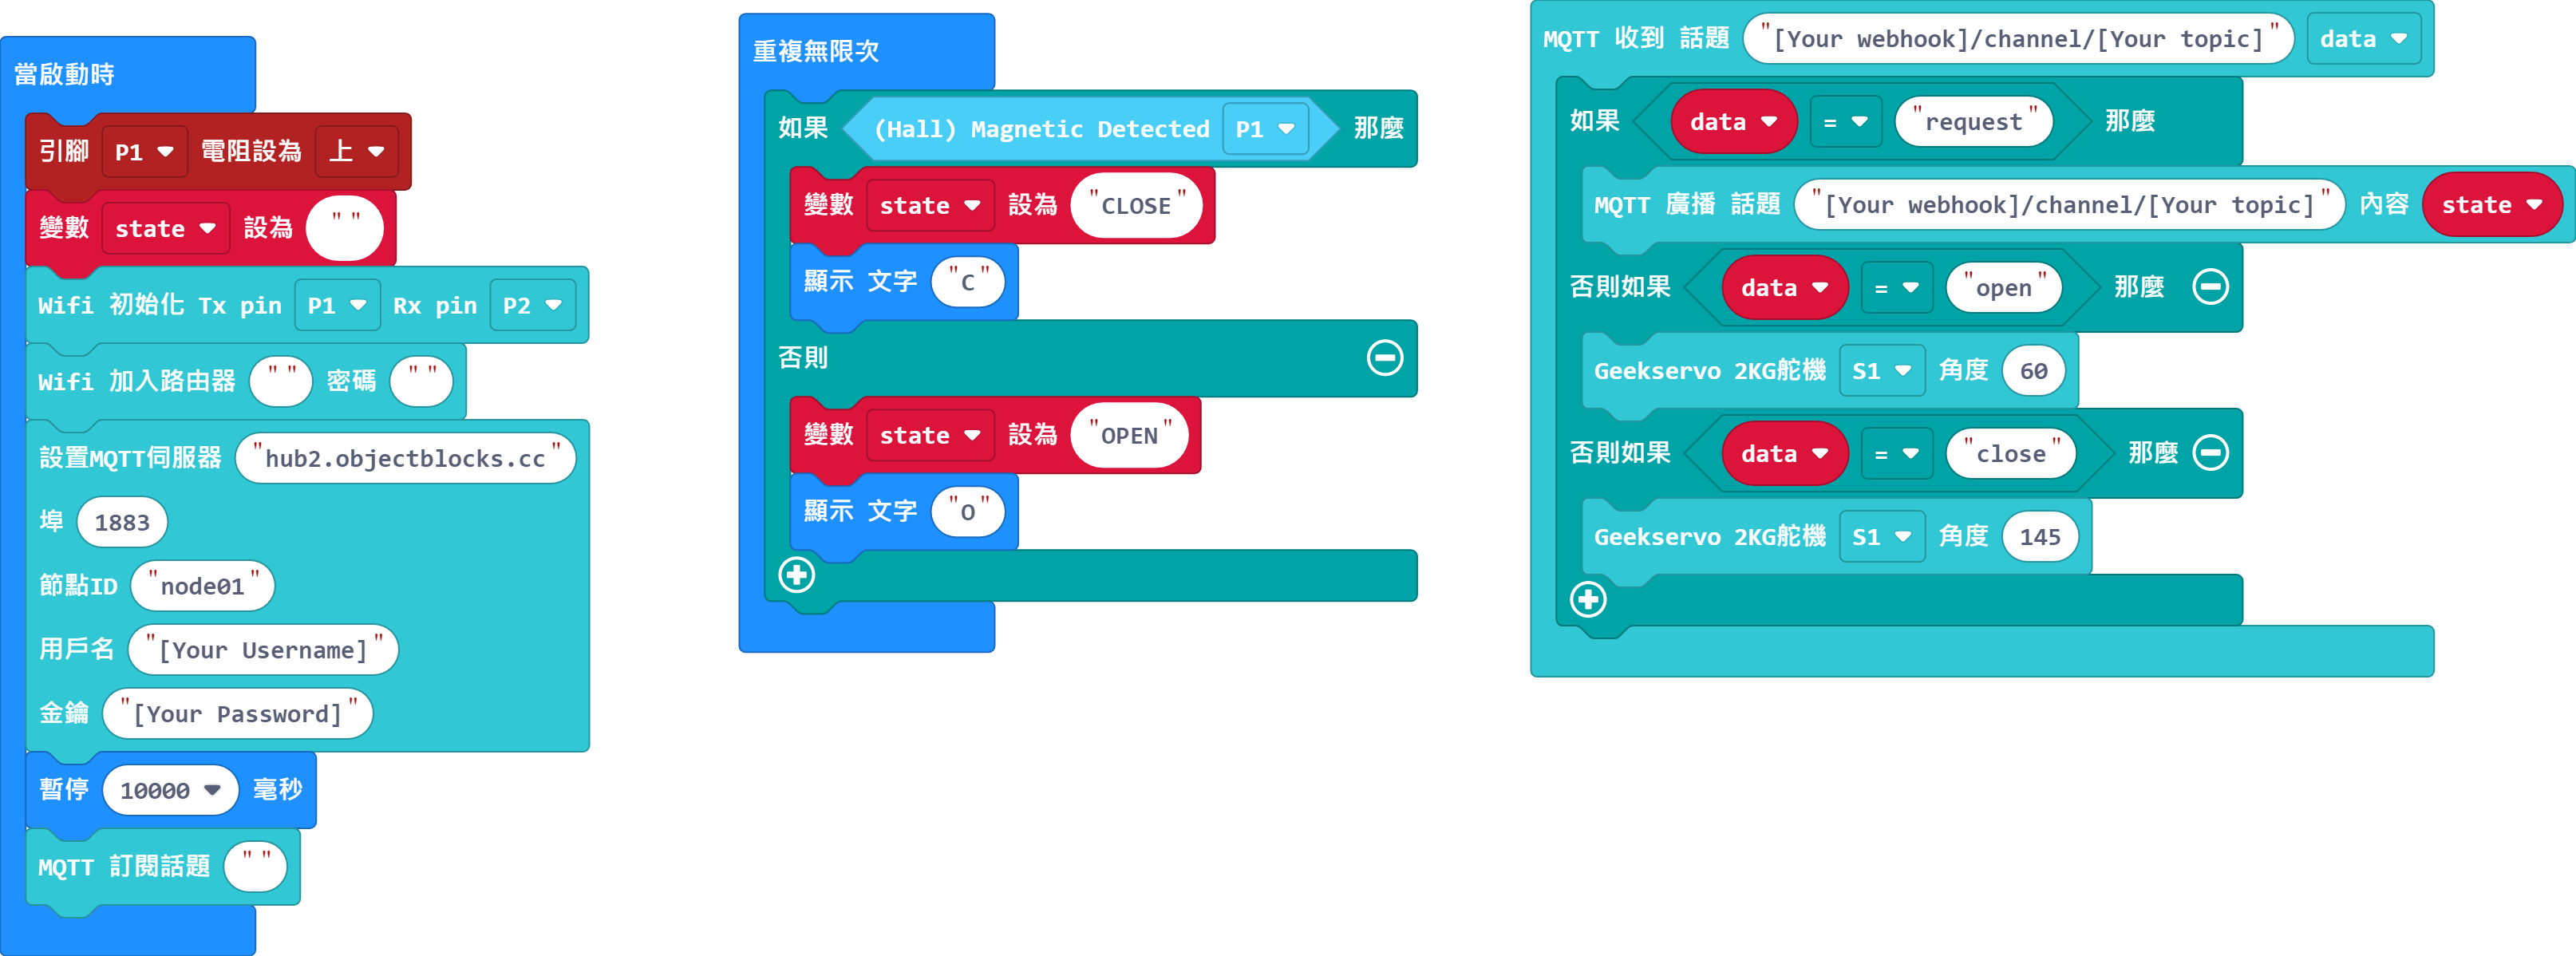 當啟動時
引腳 P1 電阻設為 上
變數 state 設為 " "
Wifi 初始化 Tx pin P1 Rx pin P2
Wifi 加入路由器 " " 密碼 " "
設置MQTT伺服器 "hub2.objectblocks.cc"
埠 1883
節點ID "node01"
用戶名 "[Your Username]"
金鑰 "[Your Password]"
暫停 10000 毫秒
MQTT 訂閱話題 " "
重複無限次
如果 (Hall) Magnetic Detected P1 那麼
變數 state 設為 "CLOSE"
顯示 文字 "C"
否則
變數 state 設為 "OPEN"
顯示 文字 "O"
MQTT 收到 話題 "[Your webhook]/channel/[Your topic]" data
如果 data = "request" 那麼
MQTT 廣播 話題 "[Your webhook]/channel/[Your topic]" 內容 state
否則如果 data = "open" 那麼
Geekservo 2KG舵機 S1 角度 60
否則如果 data = "close" 那麼
Geekservo 2KG舵機 S1 角度 145